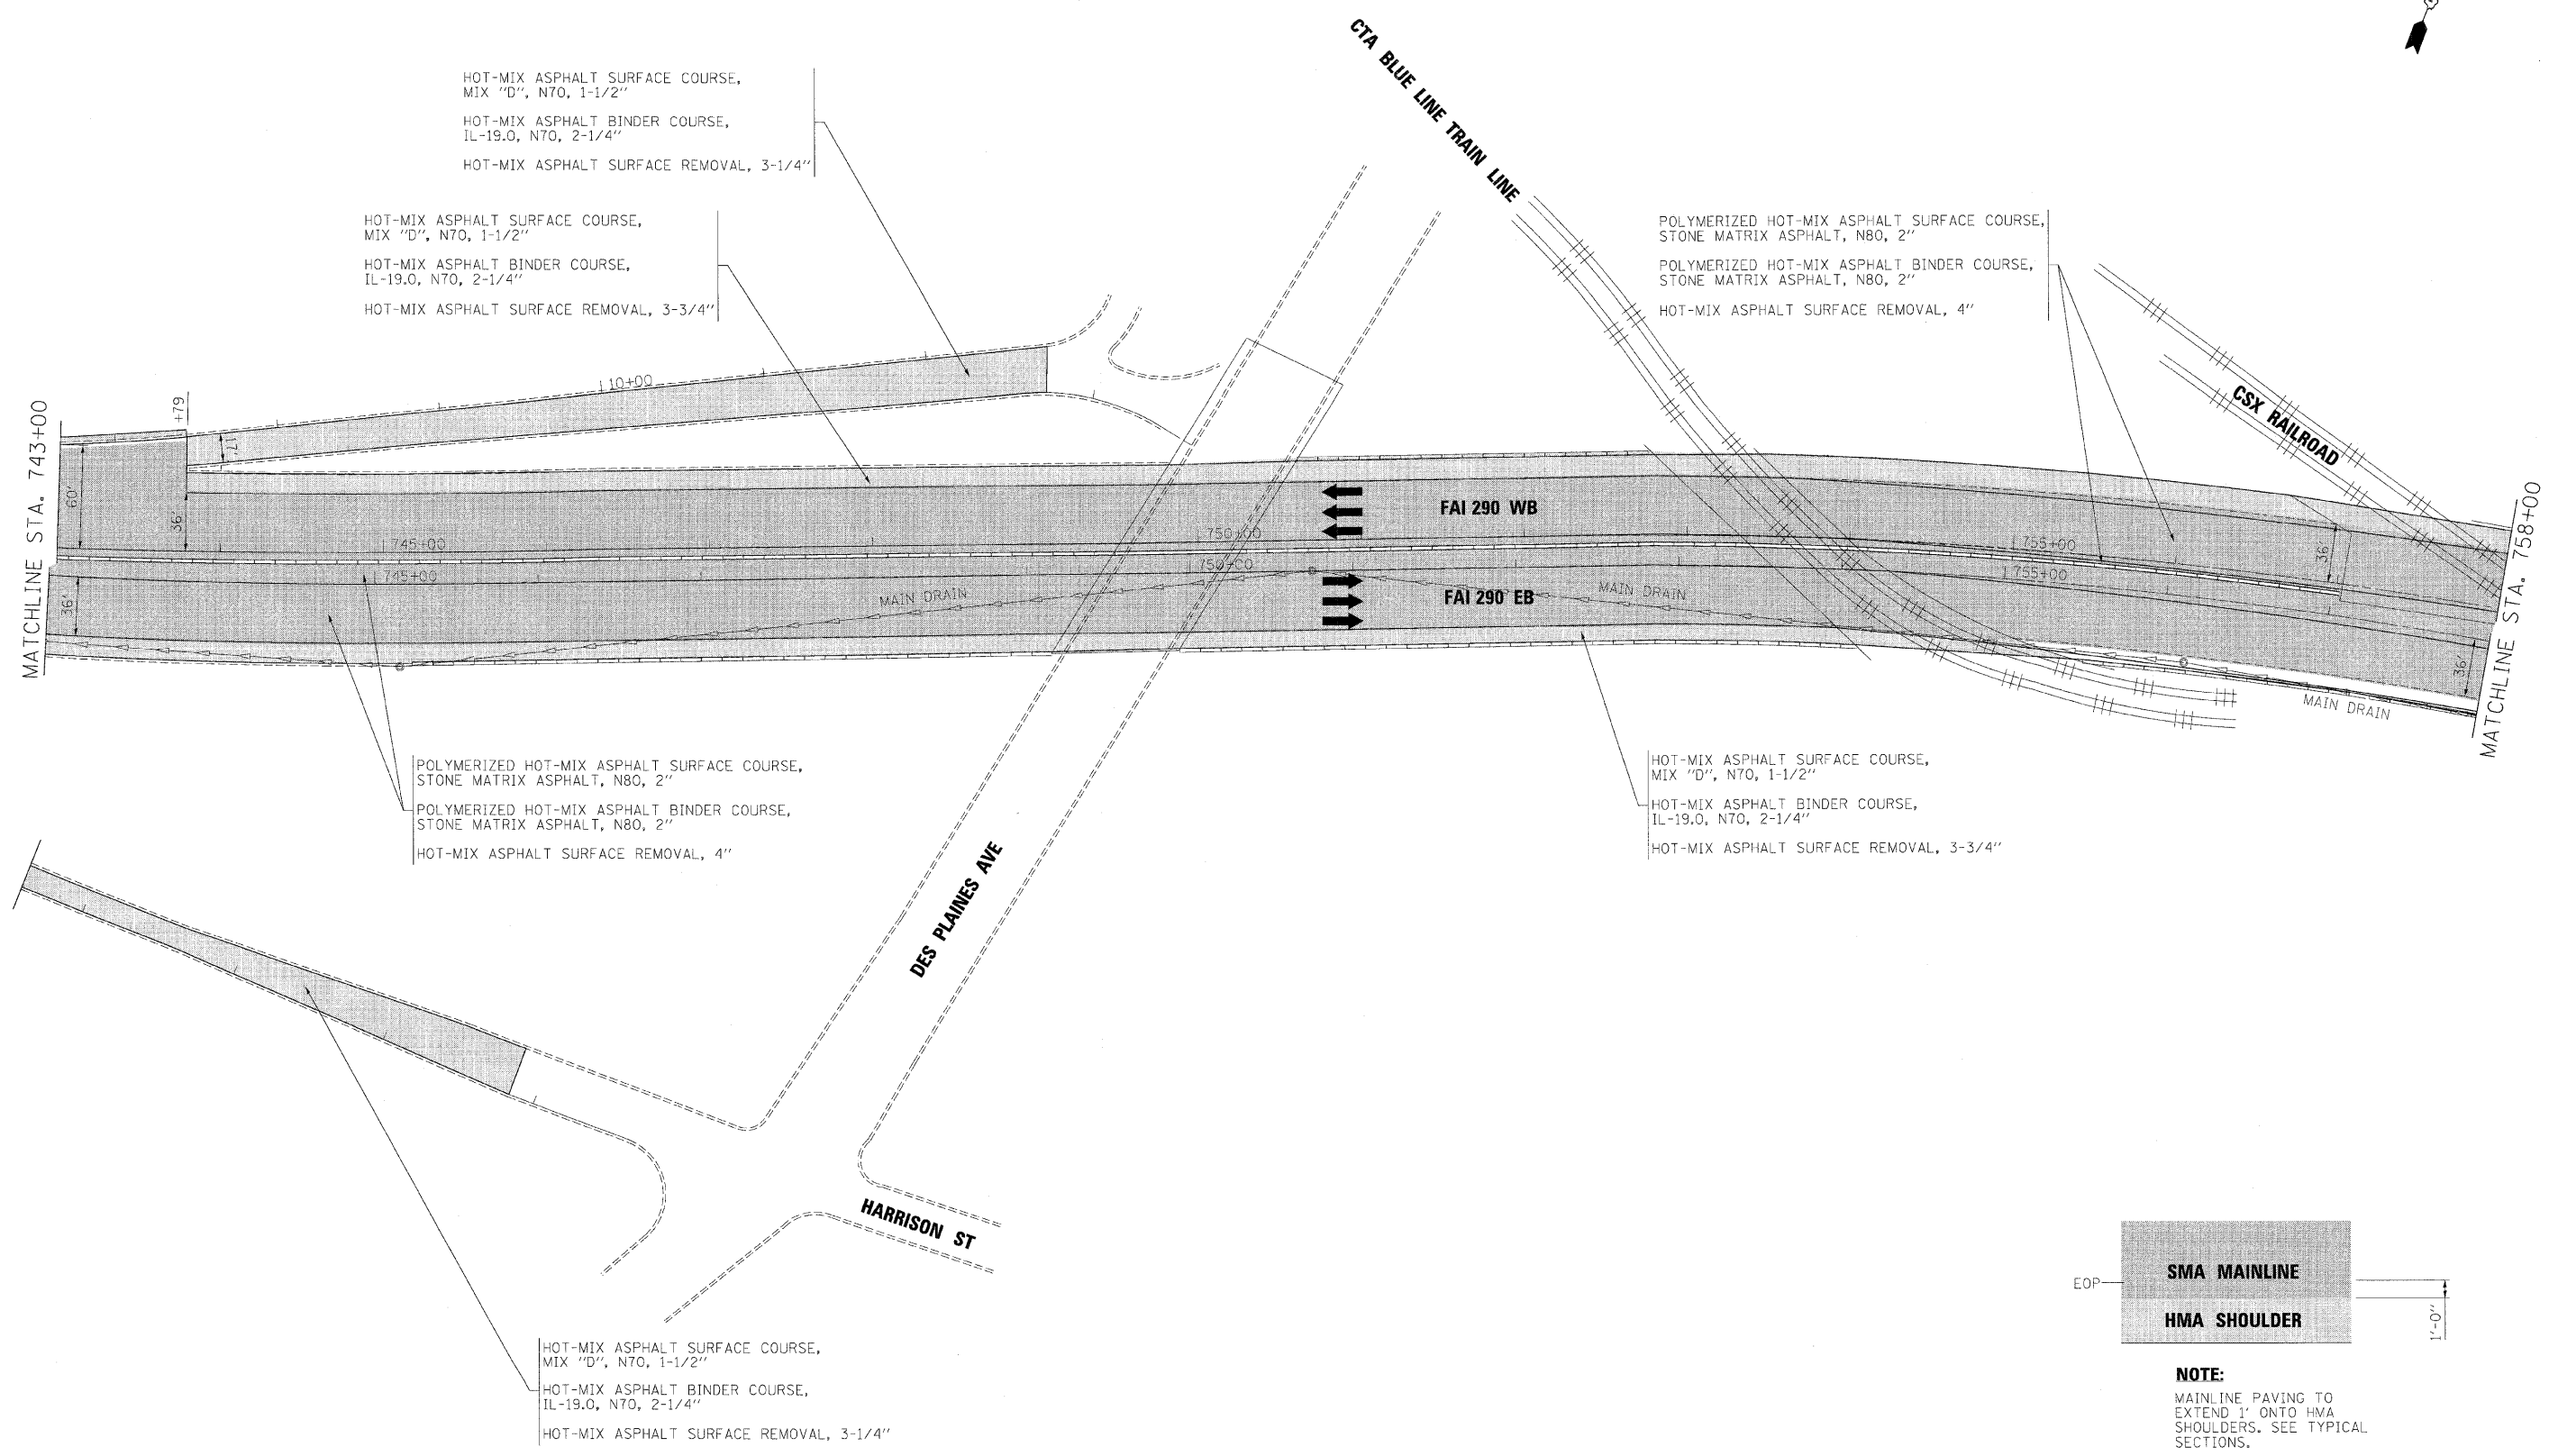 HOT-MIX ASPHALT SURFACE COURSE,
MIX "D", N70, 1-1/2"
HOT-MIX ASPHALT BINDER COURSE,
IL-19.0, N70, 2-1/4"
HOT-MIX ASPHALT SURFACE REMOVAL, 3-1/4"
HOT-MIX ASPHALT SURFACE COURSE,
MIX "D", N70, 1-1/2"
HOT-MIX ASPHALT BINDER COURSE,
IL-19.0, N70, 2-1/4"
HOT-MIX ASPHALT SURFACE REMOVAL, 3-3/4"
CTA BLUE LINE TRAIN LINE
POLYMERIZED HOT-MIX ASPHALT SURFACE COURSE,
STONE MATRIX ASPHALT, N80, 2"
POLYMERIZED HOT-MIX ASPHALT BINDER COURSE,
STONE MATRIX ASPHALT, N80, 2"
HOT-MIX ASPHALT SURFACE REMOVAL, 4"
CSX RAILROAD
MATCHLINE STA. 743+00
+79
10+00
17'
60'
36'
745+00
750+00
755+00
36'
FAI 290 WB
745+00
750+00
755+00
36'
MAIN DRAIN
FAI 290 EB
MAIN DRAIN
36'
MAIN DRAIN
MATCHLINE STA. 758+00
POLYMERIZED HOT-MIX ASPHALT SURFACE COURSE,
STONE MATRIX ASPHALT, N80, 2"
POLYMERIZED HOT-MIX ASPHALT BINDER COURSE,
STONE MATRIX ASPHALT, N80, 2"
HOT-MIX ASPHALT SURFACE REMOVAL, 4"
HOT-MIX ASPHALT SURFACE COURSE,
MIX "D", N70, 1-1/2"
HOT-MIX ASPHALT BINDER COURSE,
IL-19.0, N70, 2-1/4"
HOT-MIX ASPHALT SURFACE REMOVAL, 3-3/4"
DES PLAINES AVE
HARRISON ST
HOT-MIX ASPHALT SURFACE COURSE,
MIX "D", N70, 1-1/2"
HOT-MIX ASPHALT BINDER COURSE,
IL-19.0, N70, 2-1/4"
HOT-MIX ASPHALT SURFACE REMOVAL, 3-1/4"
EOP
SMA MAINLINE
HMA SHOULDER
1'-0"
NOTE:
MAINLINE PAVING TO
EXTEND 1' ONTO HMA
SHOULDERS. SEE TYPICAL
SECTIONS.